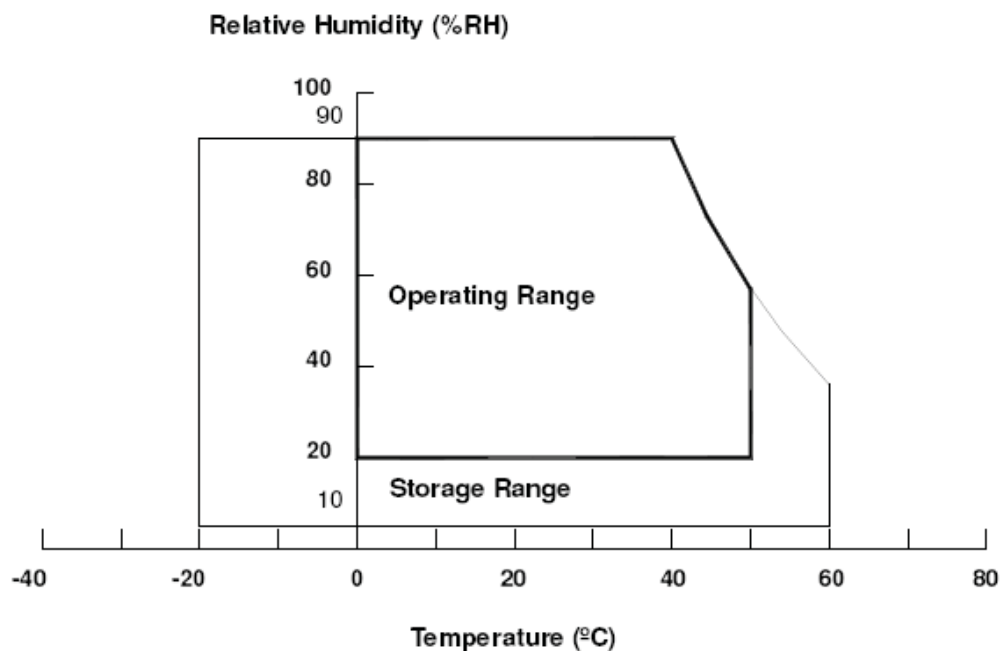 Relative Humidity (%RH)
100
90
80
60
Operating Range
40
20
Storage Range
10
-40 -20 0 20 40 60 80
Temperature (ºC)